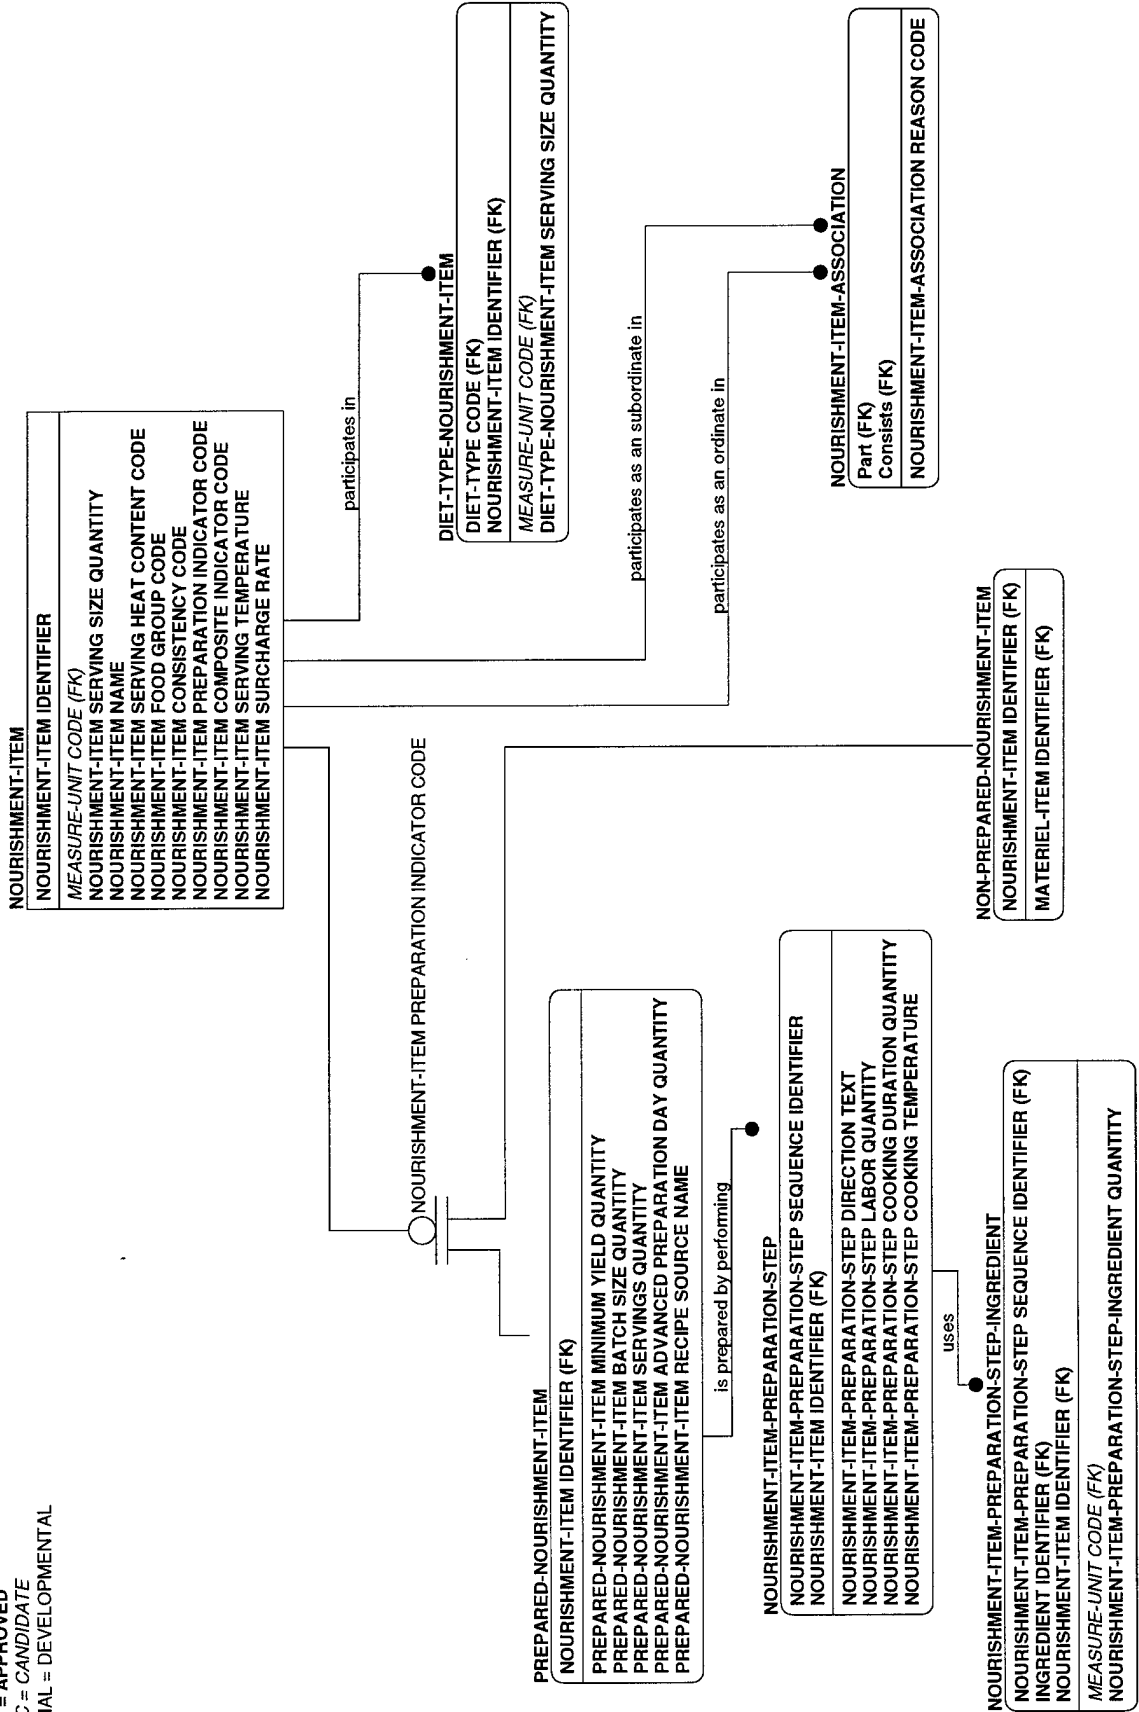 = APPROVED
C = CANDIDATE
IAL = DEVELOPMENTAL
NOURISHMENT-ITEM
NOURISHMENT-ITEM IDENTIFIER
MEASURE-UNIT CODE (FK)
NOURISHMENT-ITEM SERVING SIZE QUANTITY
NOURISHMENT-ITEM NAME
NOURISHMENT-ITEM SERVING HEAT CONTENT CODE
NOURISHMENT-ITEM FOOD GROUP CODE
NOURISHMENT-ITEM CONSISTENCY CODE
NOURISHMENT-ITEM PREPARATION INDICATOR CODE
NOURISHMENT-ITEM COMPOSITE INDICATOR CODE
NOURISHMENT-ITEM SERVING TEMPERATURE
NOURISHMENT-ITEM SURCHARGE RATE
participates in
DIET-TYPE-NOURISHMENT-ITEM
DIET-TYPE CODE (FK)
NOURISHMENT-ITEM IDENTIFIER (FK)
MEASURE-UNIT CODE (FK)
DIET-TYPE-NOURISHMENT-ITEM SERVING SIZE QUANTITY
NOURISHMENT-ITEM PREPARATION INDICATOR CODE
participates as an subordinate in
participates as an ordinate in
NOURISHMENT-ITEM-ASSOCIATION
Part (FK)
Consists (FK)
NOURISHMENT-ITEM-ASSOCIATION REASON CODE
PREPARED-NOURISHMENT-ITEM
NOURISHMENT-ITEM IDENTIFIER (FK)
PREPARED-NOURISHMENT-ITEM MINIMUM YIELD QUANTITY
PREPARED-NOURISHMENT-ITEM BATCH SIZE QUANTITY
PREPARED-NOURISHMENT-ITEM SERVINGS QUANTITY
PREPARED-NOURISHMENT-ITEM ADVANCED PREPARATION DAY QUANTITY
PREPARED-NOURISHMENT-ITEM RECIPE SOURCE NAME
is prepared by performing
NOURISHMENT-ITEM-PREPARATION-STEP
NOURISHMENT-ITEM-PREPARATION-STEP SEQUENCE IDENTIFIER
NOURISHMENT-ITEM IDENTIFIER (FK)
NOURISHMENT-ITEM-PREPARATION-STEP DIRECTION TEXT
NOURISHMENT-ITEM-PREPARATION-STEP LABOR QUANTITY
NOURISHMENT-ITEM-PREPARATION-STEP COOKING DURATION QUANTITY
NOURISHMENT-ITEM-PREPARATION-STEP COOKING TEMPERATURE
uses
NON-PREPARED-NOURISHMENT-ITEM
NOURISHMENT-ITEM IDENTIFIER (FK)
MATERIEL-ITEM IDENTIFIER (FK)
NOURISHMENT-ITEM-PREPARATION-STEP-INGREDIENT
NOURISHMENT-ITEM-PREPARATION-STEP SEQUENCE IDENTIFIER (FK)
INGREDIENT IDENTIFIER (FK)
NOURISHMENT-ITEM IDENTIFIER (FK)
MEASURE-UNIT CODE (FK)
NOURISHMENT-ITEM-PREPARATION-STEP-INGREDIENT QUANTITY